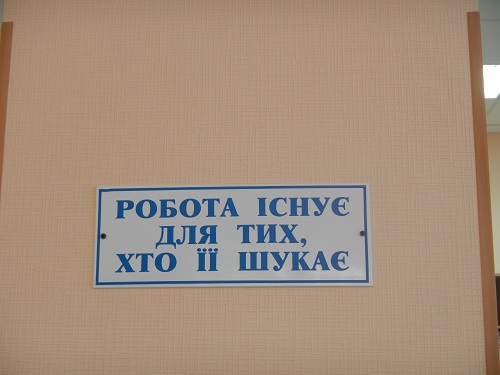 РОБОТА ІСНУЄ
ДЛЯ ТИХ,
ХТО ЇЇ ШУКАЄ